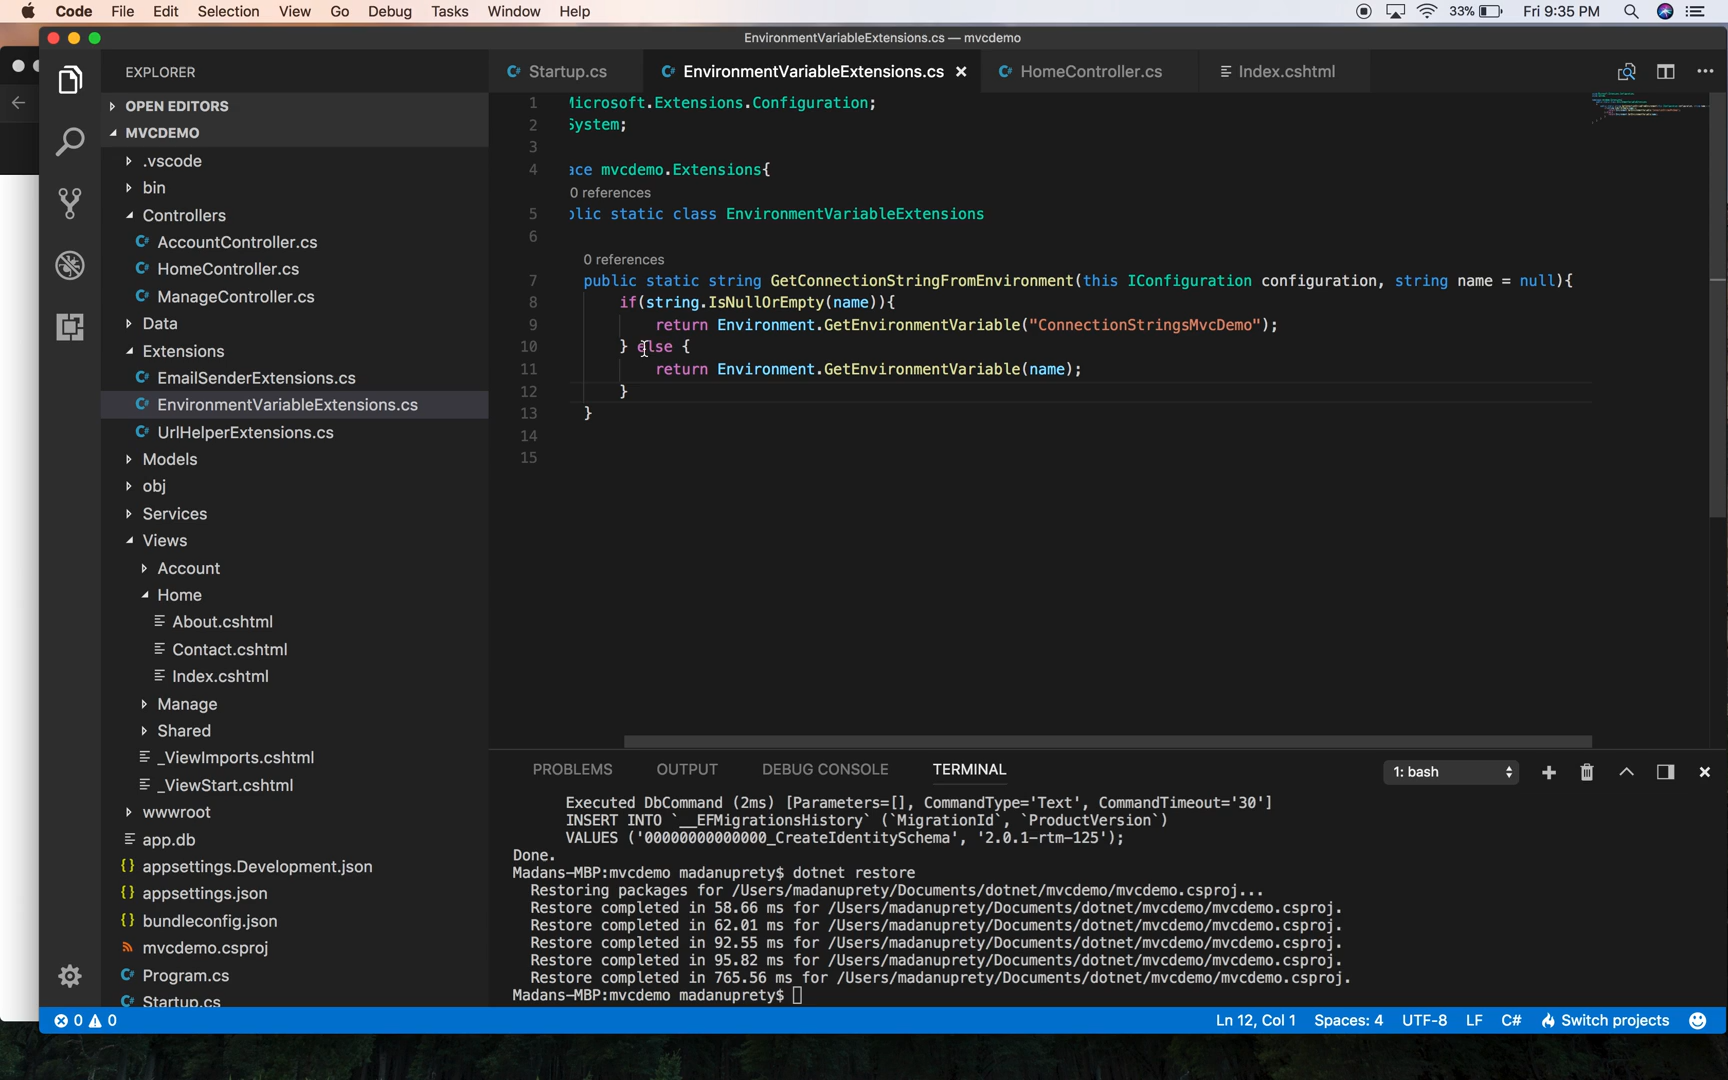 Code File Edit Selection View Go Debug Tasks Window Help 33% Fri 9:35 PM
EnvironmentVariableExtensions.cs — mvcdemo
EXPLORER
OPEN EDITORS
MVCDEMO
.vscode
bin
Controllers
C# AccountController.cs
C# HomeController.cs
C# ManageController.cs
Data
Extensions
C# EmailSenderExtensions.cs
C# EnvironmentVariableExtensions.cs
C# UrlHelperExtensions.cs
Models
obj
Services
Views
Account
Home
About.cshtml
Contact.cshtml
Index.cshtml
Manage
Shared
_ViewImports.cshtml
_ViewStart.cshtml
wwwroot
app.db
{} appsettings.Development.json
{} appsettings.json
{} bundleconfig.json
mvcdemo.csproj
C# Program.cs
C# Startup.cs
C# Startup.cs C# EnvironmentVariableExtensions.cs × C# HomeController.cs Index.cshtml
1 Microsoft.Extensions.Configuration;
2 System;
3
4 ace mvcdemo.Extensions{
0 references
5 blic static class EnvironmentVariableExtensions
6
0 references
7 public static string GetConnectionStringFromEnvironment(this IConfiguration configuration, string name = null){
8 if(string.IsNullOrEmpty(name)){
9 return Environment.GetEnvironmentVariable("ConnectionStringsMvcDemo");
10 } else {
11 return Environment.GetEnvironmentVariable(name);
12 }
13 }
14
15
PROBLEMS OUTPUT DEBUG CONSOLE TERMINAL 1: bash
Executed DbCommand (2ms) [Parameters=[], CommandType='Text', CommandTimeout='30']
INSERT INTO `__EFMigrationsHistory` (`MigrationId`, `ProductVersion`)
VALUES ('00000000000000_CreateIdentitySchema', '2.0.1-rtm-125');
Done.
Madans-MBP:mvcdemo madanuprety$ dotnet restore
Restoring packages for /Users/madanuprety/Documents/dotnet/mvcdemo/mvcdemo.csproj...
Restore completed in 58.66 ms for /Users/madanuprety/Documents/dotnet/mvcdemo/mvcdemo.csproj.
Restore completed in 62.01 ms for /Users/madanuprety/Documents/dotnet/mvcdemo/mvcdemo.csproj.
Restore completed in 92.55 ms for /Users/madanuprety/Documents/dotnet/mvcdemo/mvcdemo.csproj.
Restore completed in 95.82 ms for /Users/madanuprety/Documents/dotnet/mvcdemo/mvcdemo.csproj.
Restore completed in 765.56 ms for /Users/madanuprety/Documents/dotnet/mvcdemo/mvcdemo.csproj.
Madans-MBP:mvcdemo madanuprety$
0 0 Ln 12, Col 1 Spaces: 4 UTF-8 LF C# Switch projects